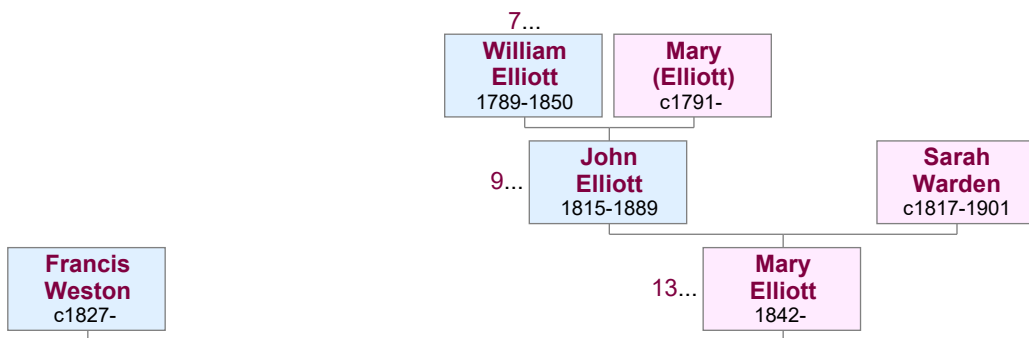 7...
William
Elliott
1789-1850
Mary
(Elliott)
c1791-
9...
John
Elliott
1815-1889
Sarah
Warden
c1817-1901
Francis
Weston
c1827-
13...
Mary
Elliott
1842-